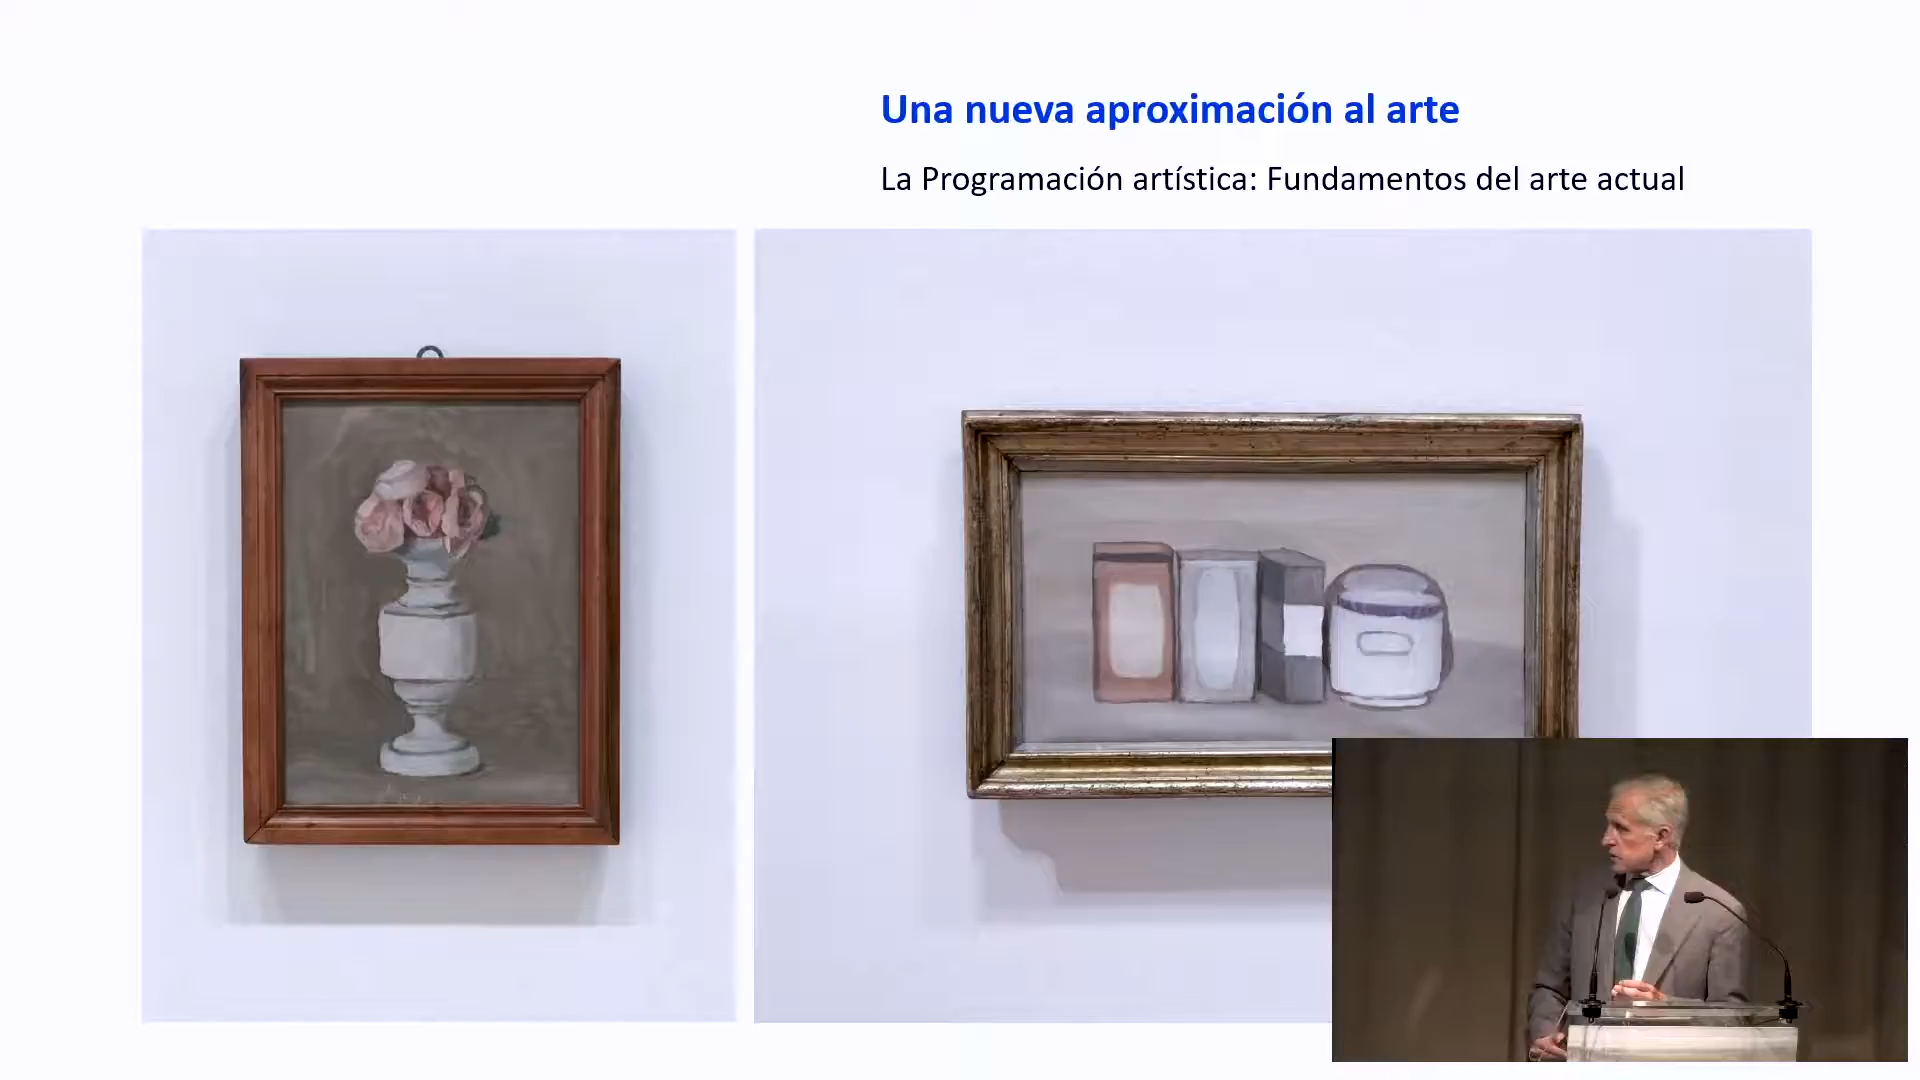 Una nueva aproximación al arte
La Programación artística: Fundamentos del arte actual